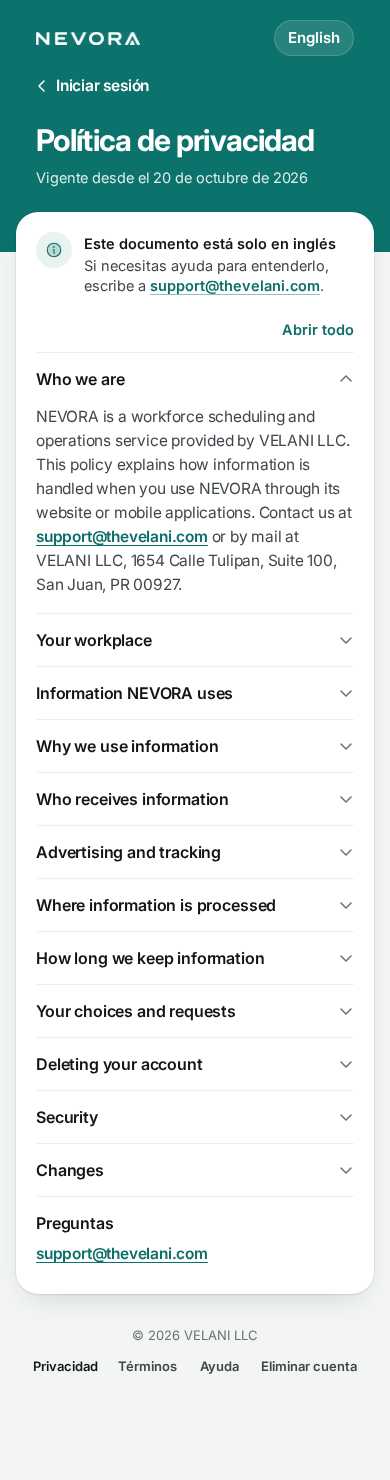 NEVORA
English
Iniciar sesión
Política de privacidad
Vigente desde el 20 de octubre de 2026
Este documento está solo en inglés
Si necesitas ayuda para entenderlo,
escribe a support@thevelani.com.
Abrir todo
Who we are
NEVORA is a workforce scheduling and
operations service provided by VELANI LLC.
This policy explains how information is
handled when you use NEVORA through its
website or mobile applications. Contact us at
support@thevelani.com or by mail at
VELANI LLC, 1654 Calle Tulipan, Suite 100,
San Juan, PR 00927.
Your workplace
Information NEVORA uses
Why we use information
Who receives information
Advertising and tracking
Where information is processed
How long we keep information
Your choices and requests
Deleting your account
Security
Changes
Preguntas
support@thevelani.com
© 2026 VELANI LLC
Privacidad Términos Ayuda Eliminar cuenta